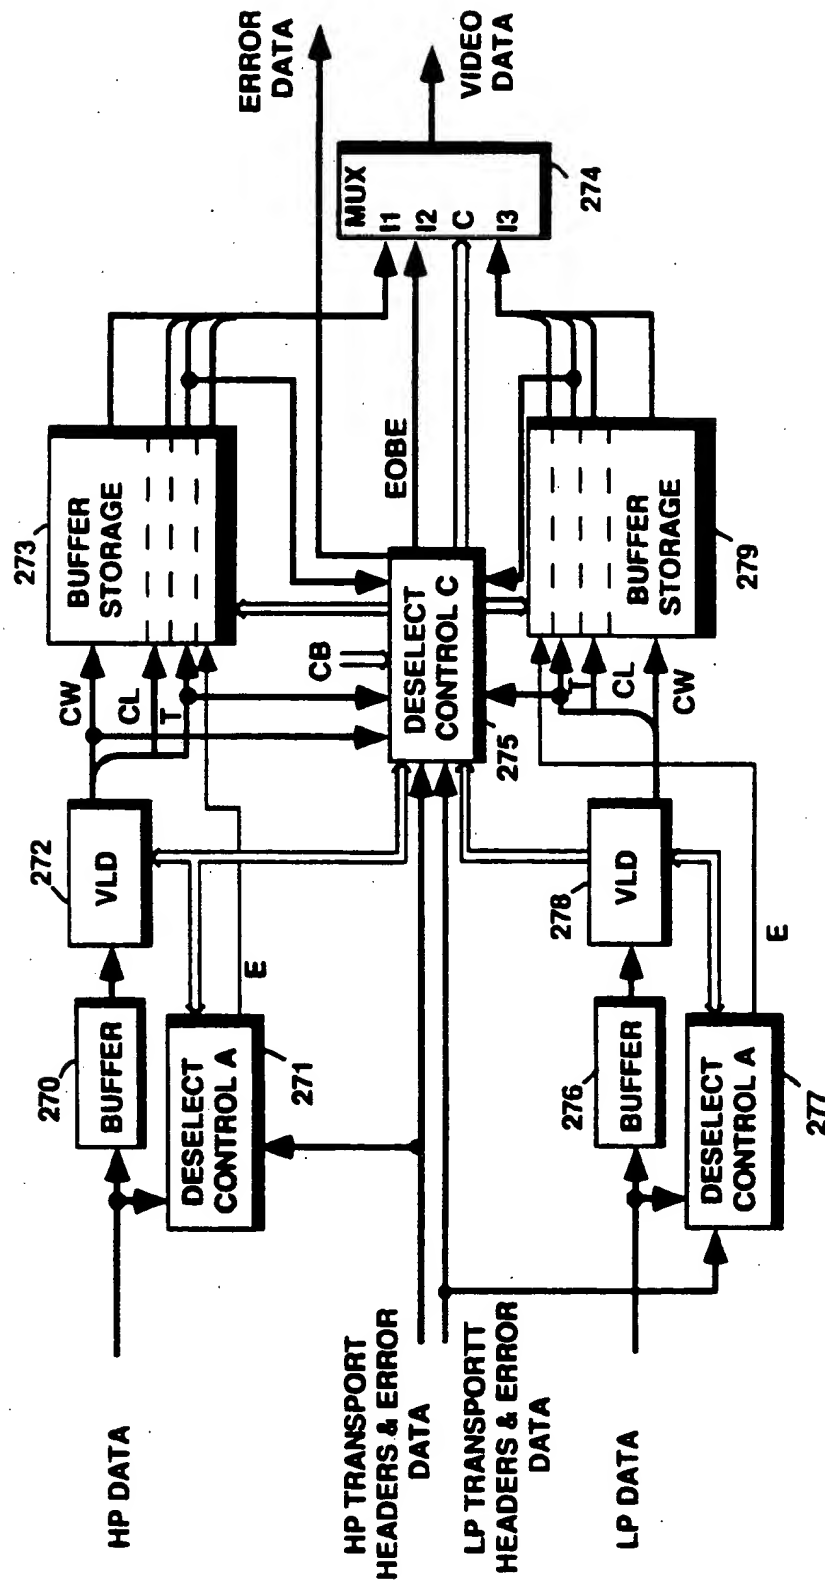 HP DATA
HP TRANSPORT
HEADERS & ERROR
DATA
LP TRANSPORTT
HEADERS & ERROR
DATA
LP DATA
270
BUFFER
DESELECT
CONTROL A
271
E
272
VLD
CW
CL
T
273
BUFFER
STORAGE
CB
DESELECT
CONTROL C
275
EOBE
276
BUFFER
DESELECT
CONTROL A
277
E
278
VLD
T
CL
CW
BUFFER
STORAGE
279
MUX
I1
I2
C
I3
274
ERROR
DATA
VIDEO
DATA